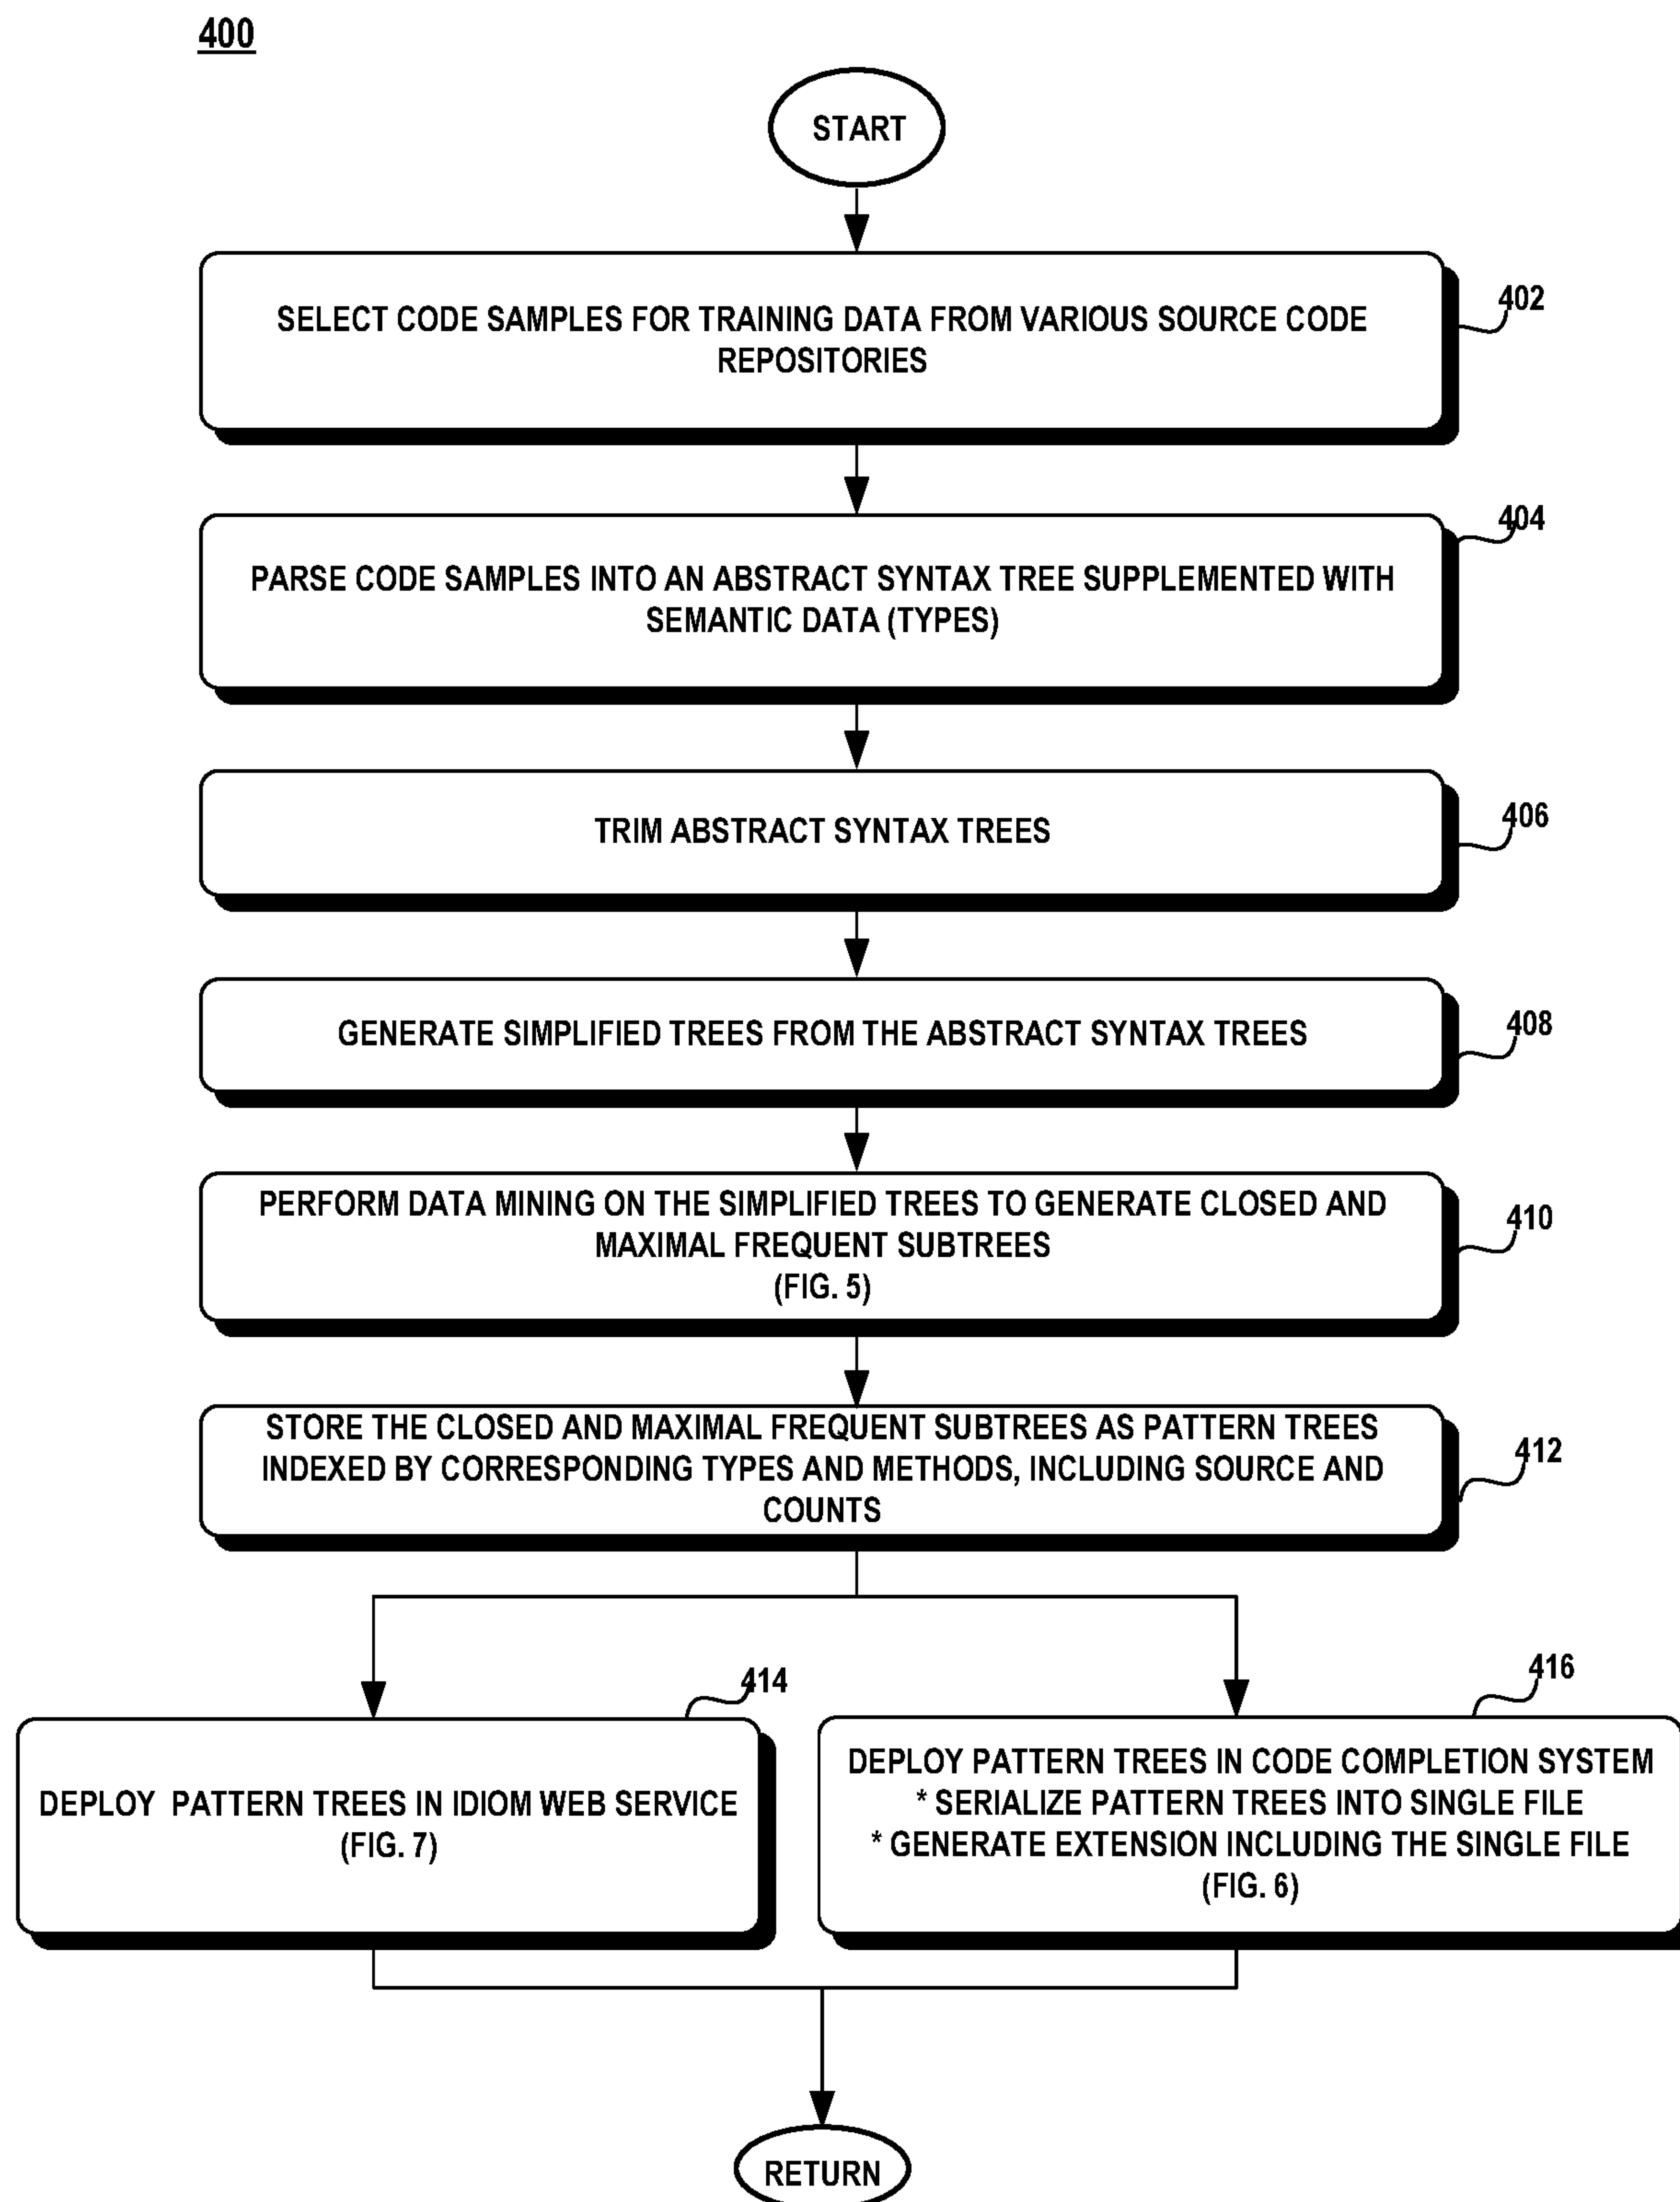 400
START
SELECT CODE SAMPLES FOR TRAINING DATA FROM VARIOUS SOURCE CODE
REPOSITORIES
402
PARSE CODE SAMPLES INTO AN ABSTRACT SYNTAX TREE SUPPLEMENTED WITH
SEMANTIC DATA (TYPES)
404
TRIM ABSTRACT SYNTAX TREES
406
GENERATE SIMPLIFIED TREES FROM THE ABSTRACT SYNTAX TREES
408
PERFORM DATA MINING ON THE SIMPLIFIED TREES TO GENERATE CLOSED AND
MAXIMAL FREQUENT SUBTREES
(FIG. 5)
410
STORE THE CLOSED AND MAXIMAL FREQUENT SUBTREES AS PATTERN TREES
INDEXED BY CORRESPONDING TYPES AND METHODS, INCLUDING SOURCE AND
COUNTS
412
414
DEPLOY PATTERN TREES IN IDIOM WEB SERVICE
(FIG. 7)
416
DEPLOY PATTERN TREES IN CODE COMPLETION SYSTEM
* SERIALIZE PATTERN TREES INTO SINGLE FILE
* GENERATE EXTENSION INCLUDING THE SINGLE FILE
(FIG. 6)
RETURN